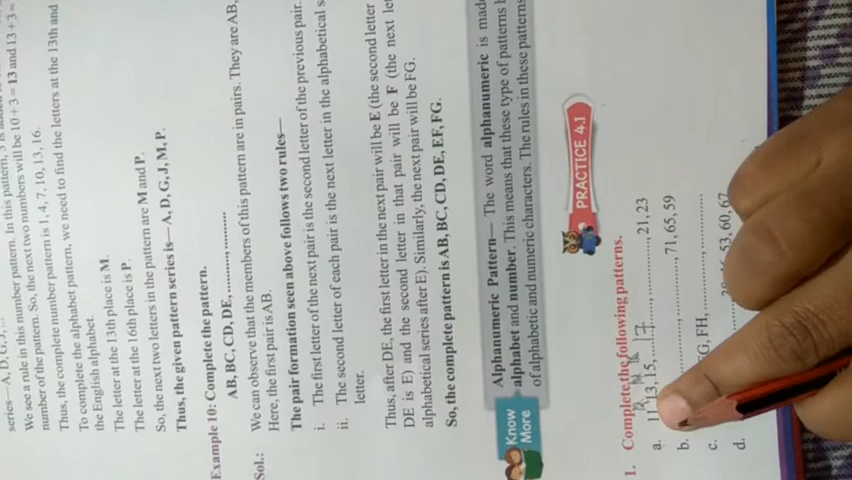 series— A, D, G, J, ...
We see a rule in this number pattern. In this pattern, 3 is added
number of the pattern. So, the next two numbers will be 10 + 3 = 13 and 13 + 3 =
Thus, the complete number pattern is 1, 4, 7, 10, 13, 16.
To complete the alphabet pattern, we need to find the letters at the 13th and
the English alphabet.
The letter at the 13th place is M.
The letter at the 16th place is P.
So, the next two letters in the pattern are M and P.
Thus, the given pattern series is— A, D, G, J, M, P.
Example 10: Complete the pattern.
AB, BC, CD, DE, .........., ..........
Sol.: We can observe that the members of this pattern are in pairs. They are AB,
Here, the first pair is AB.
The pair formation seen above follows two rules—
i. The first letter of the next pair is the second letter of the previous pair.
ii. The second letter of each pair is the next letter in the alphabetical s
letter.
Thus, after DE, the first letter in the next pair will be E (the second letter
DE is E) and the second letter in that pair will be F (the next le
alphabetical series after E). Similarly, the next pair will be FG.
So, the complete pattern is AB, BC, CD, DE, EF, FG.
Know More
Alphanumeric Pattern— The word alphanumeric is made
alphabet and number. This means that these type of patterns h
of alphabetic and numeric characters. The rules in these patterns
PRACTICE 4.1
1. Complete the following patterns.
a. 11, 13, 15, 17, .........., 21, 23
b. .........., .........., 71, 65, 59
c. FH, .........., ..........
d. 53, 60, 67